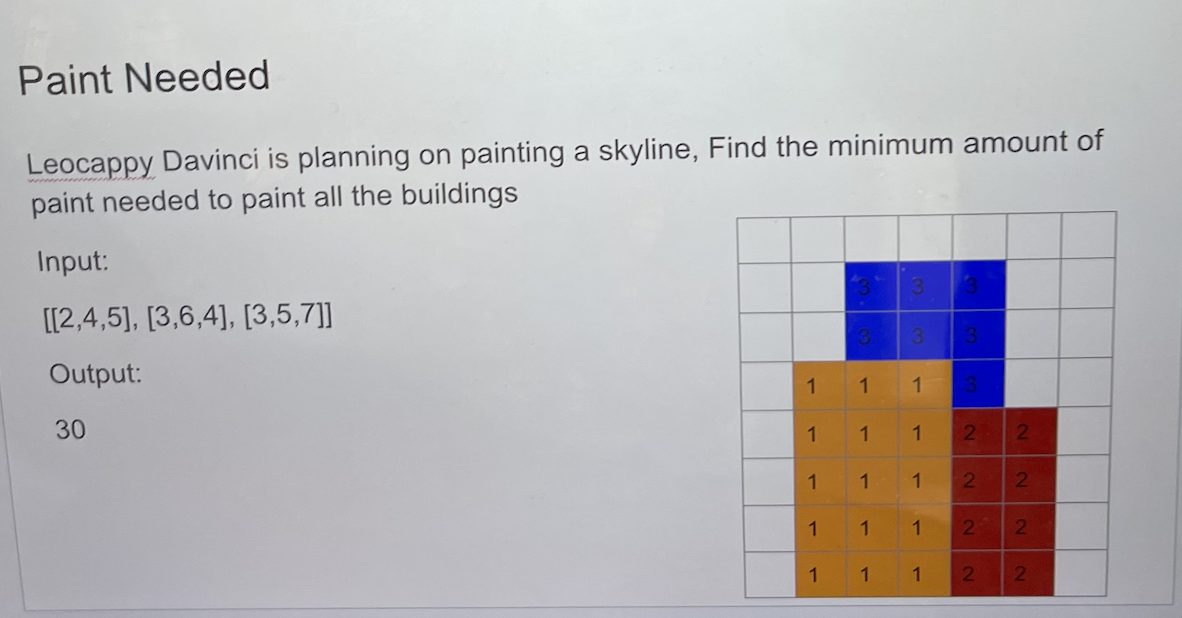 Paint Needed
Leocappy Davinci is planning on painting a skyline, Find the minimum amount of
paint needed to paint all the buildings
Input:
[[2,4,5], [3,6,4], [3,5,7]]
Output:
30
3 3 3
3 3 3
1 1 1 3
1 1 1 2 2
1 1 1 2 2
1 1 1 2 2
1 1 1 2 2